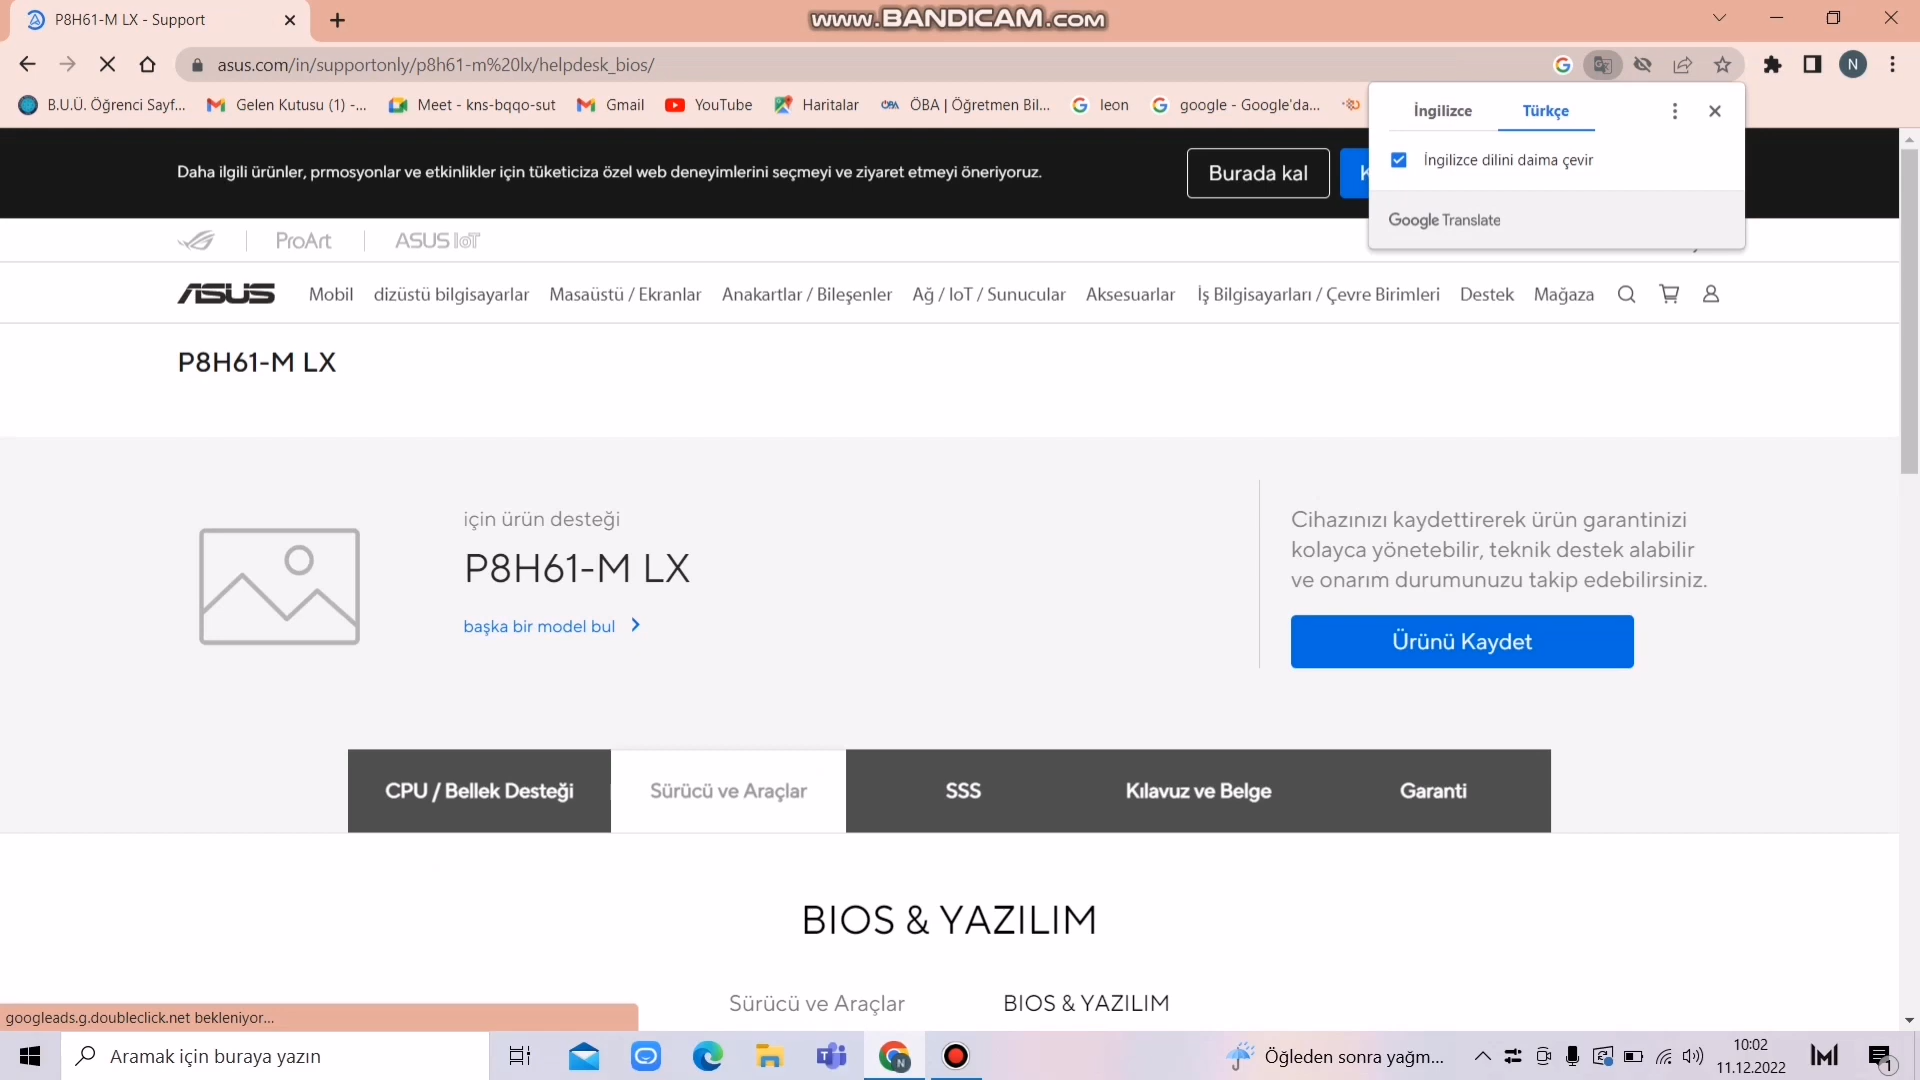 P8H61-M LX - Support
www.BANDICAM.com
asus.com/in/supportonly/p8h61-m%20lx/helpdesk_bios/
N
B.U.Ü. Öğrenci Sayf...
Gelen Kutusu (1) -...
Meet - kns-bqqo-sut
Gmail
YouTube
Haritalar
ÖBA | Öğretmen Bil...
leon
google - Google'da...
İngilizce
Türkçe
İngilizce dilini daima çevir
Google Translate
Daha ilgili ürünler, prmosyonlar ve etkinlikler için tüketiciza özel web deneyimlerini seçmeyi ve ziyaret etmeyi öneriyoruz.
Burada kal
ProArt
ASUS IoT
ASUS
Mobil
dizüstü bilgisayarlar
Masaüstü / Ekranlar
Anakartlar / Bileşenler
Ağ / IoT / Sunucular
Aksesuarlar
İş Bilgisayarları / Çevre Birimleri
Destek
Mağaza
P8H61-M LX
için ürün desteği
P8H61-M LX
başka bir model bul
Cihazınızı kaydettirerek ürün garantinizi
kolayca yönetebilir, teknik destek alabilir
ve onarım durumunuzu takip edebilirsiniz.
Ürünü Kaydet
CPU / Bellek Desteği
Sürücü ve Araçlar
SSS
Kılavuz ve Belge
Garanti
BIOS & YAZILIM
Sürücü ve Araçlar
BIOS & YAZILIM
googleads.g.doubleclick.net bekleniyor...
Aramak için buraya yazın
Öğleden sonra yağm...
10:02
11.12.2022
1